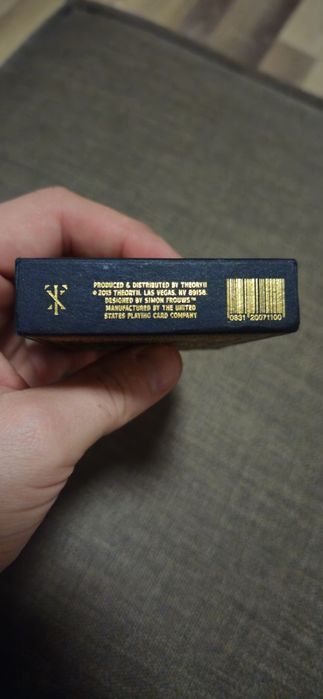 PRODUCED & DISTRIBUTED BY THEORY11
© 2015 THEORY11. LAS VEGAS, NV 89158.
DESIGNED BY SIMON FROUWS™
MANUFACTURED BY THE UNITED
STATES PLAYING CARD COMPANY
0831 20071100